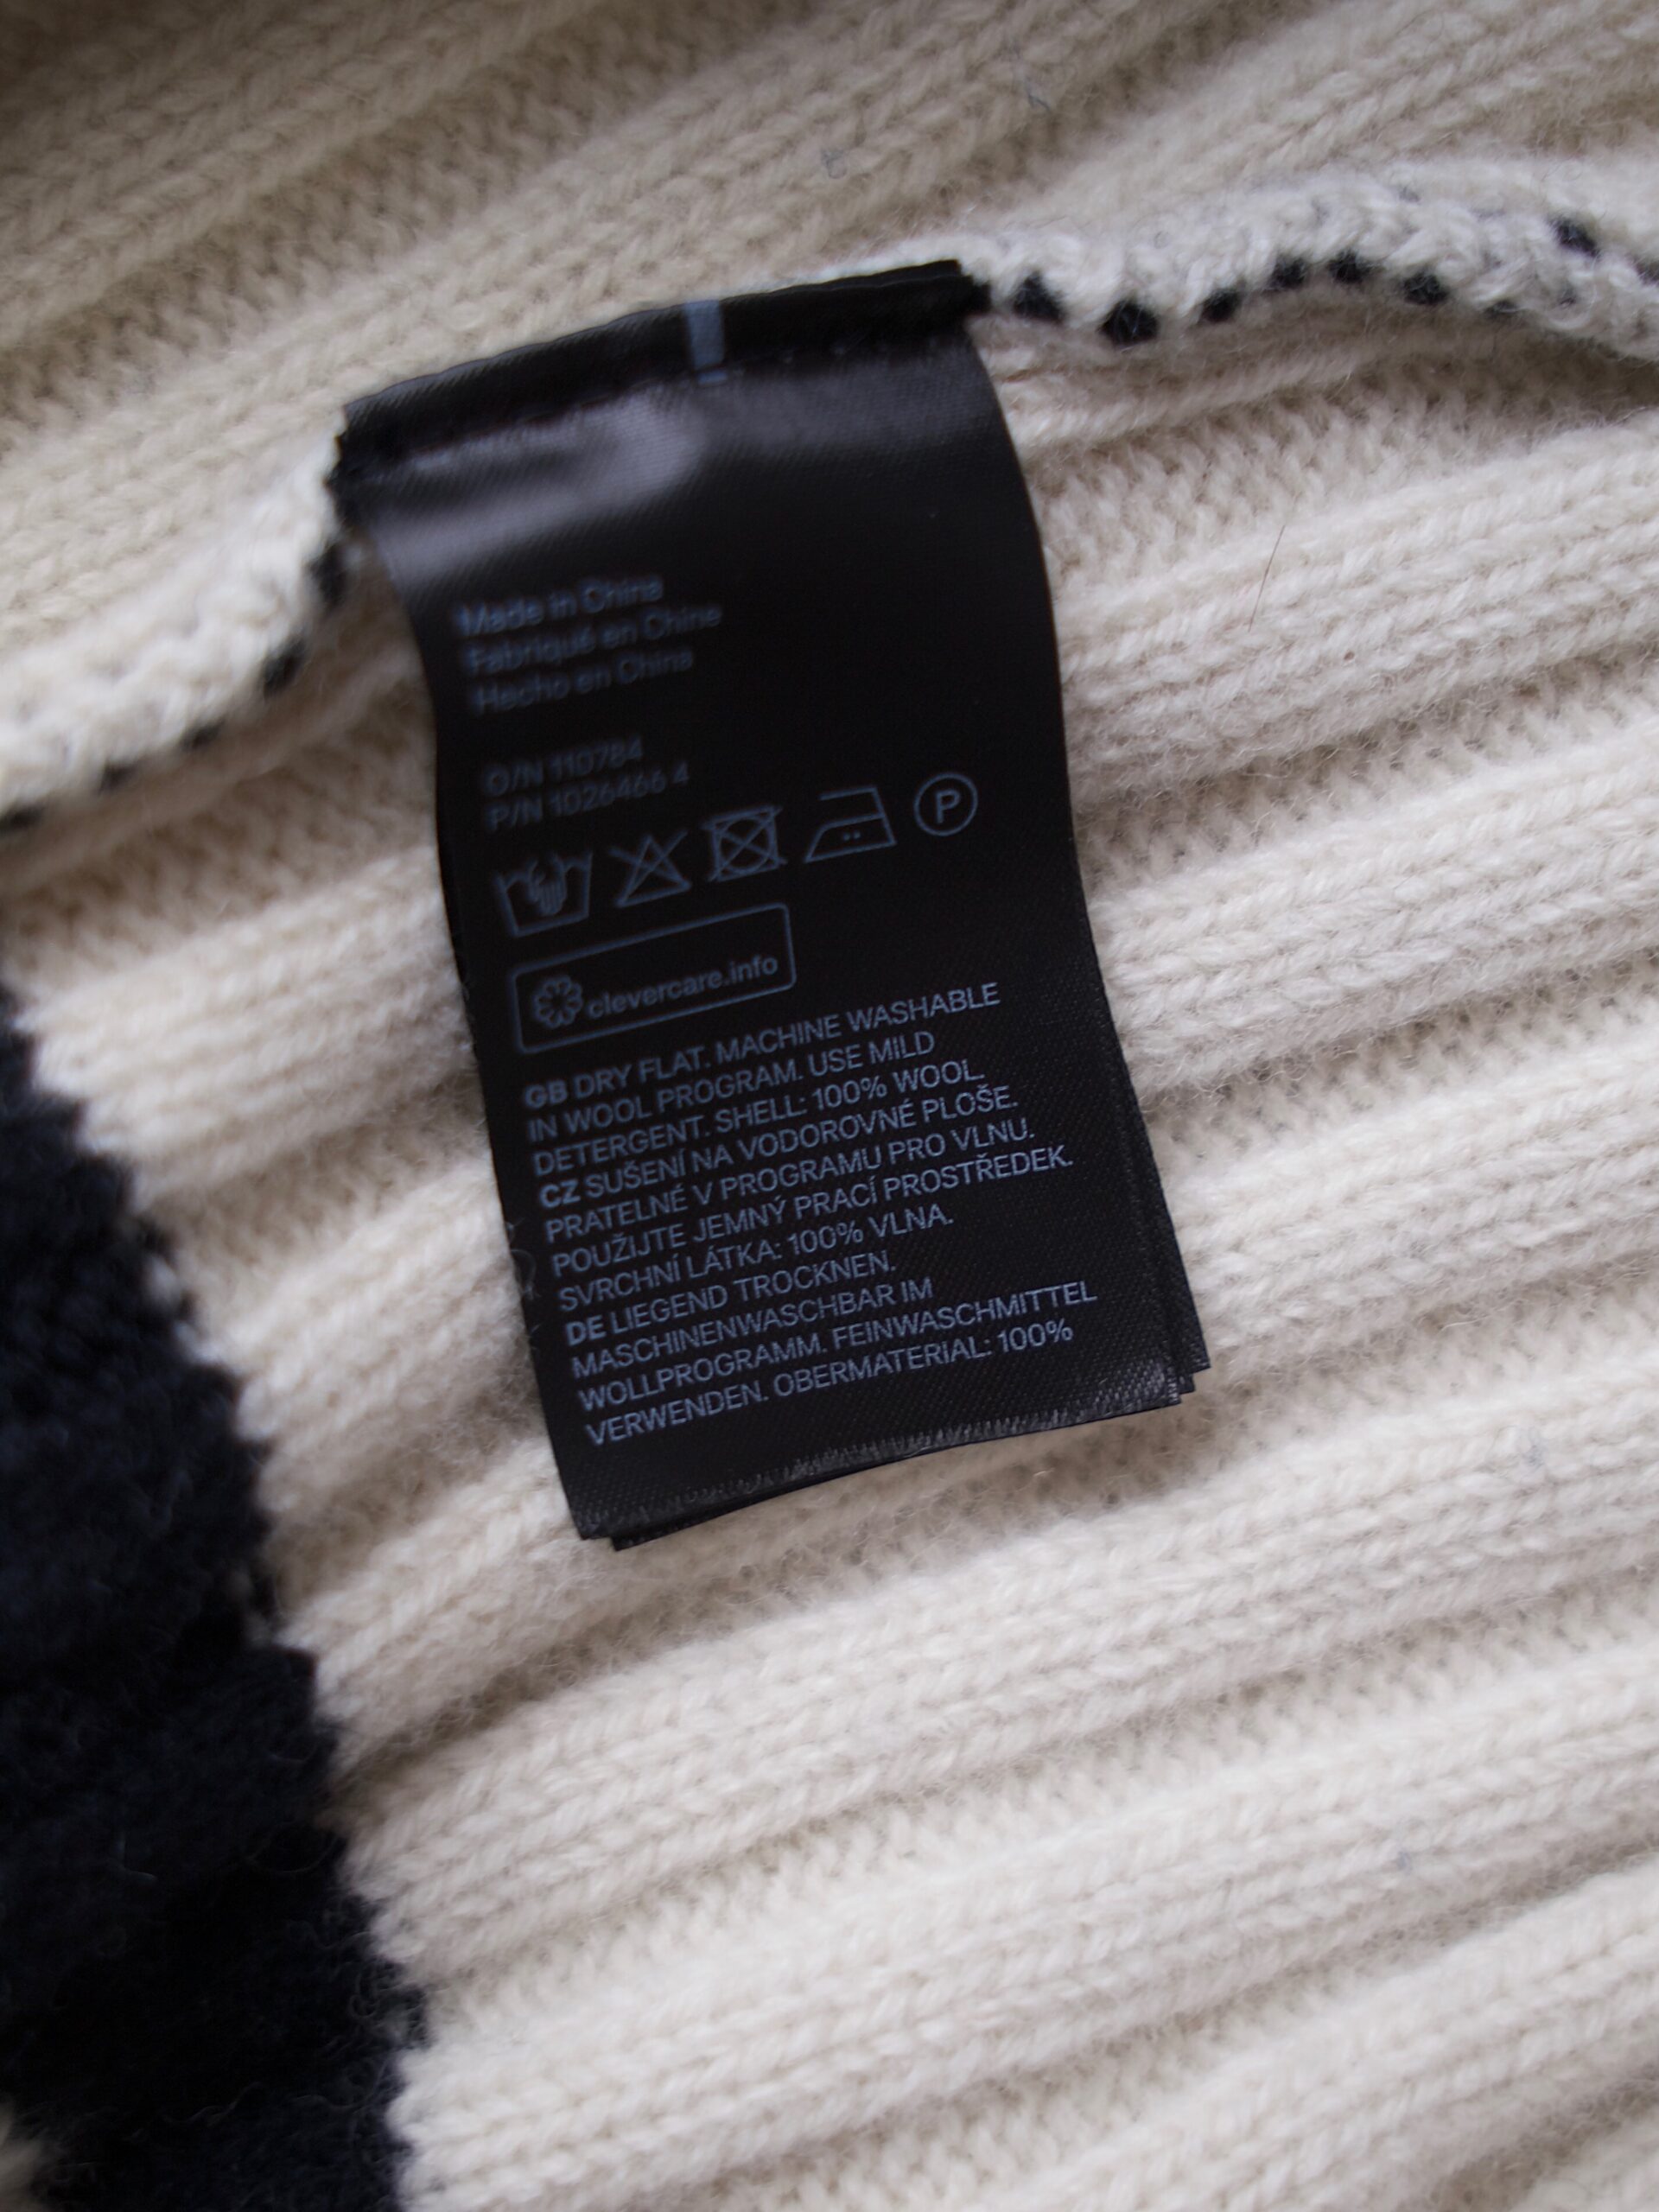 Made in China
Fabriqué en Chine
Hecho en China
O/N 110784
P/N 1026466 4
P
clevercare.info
GB DRY FLAT. MACHINE WASHABLE
IN WOOL PROGRAM. USE MILD
DETERGENT. SHELL: 100% WOOL.
CZ SUŠENÍ NA VODOROVNÉ PLOŠE.
PRATELNÉ V PROGRAMU PRO VLNU.
POUŽIJTE JEMNÝ PRACÍ PROSTŘEDEK.
SVRCHNÍ LÁTKA: 100% VLNA.
DE LIEGEND TROCKNEN.
MASCHINENWASCHBAR IM
WOLLPROGRAMM. FEINWASCHMITTEL
VERWENDEN. OBERMATERIAL: 100%